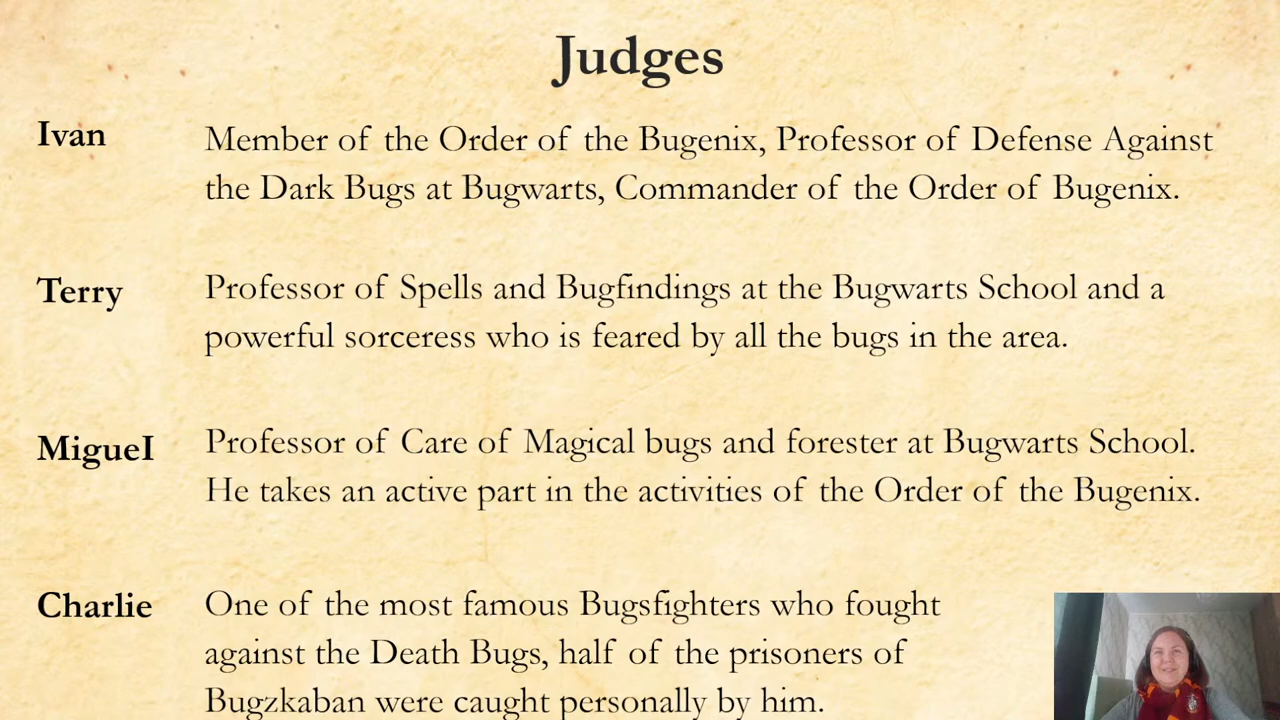 Judges
Ivan
Member of the Order of the Bugenix, Professor of Defense Against
the Dark Bugs at Bugwarts, Commander of the Order of Bugenix.
Terry
Professor of Spells and Bugfindings at the Bugwarts School and a
powerful sorceress who is feared by all the bugs in the area.
MigueI
Professor of Care of Magical bugs and forester at Bugwarts School.
He takes an active part in the activities of the Order of the Bugenix.
Charlie
One of the most famous Bugsfighters who fought
against the Death Bugs, half of the prisoners of
Bugzkaban were caught personally by him.